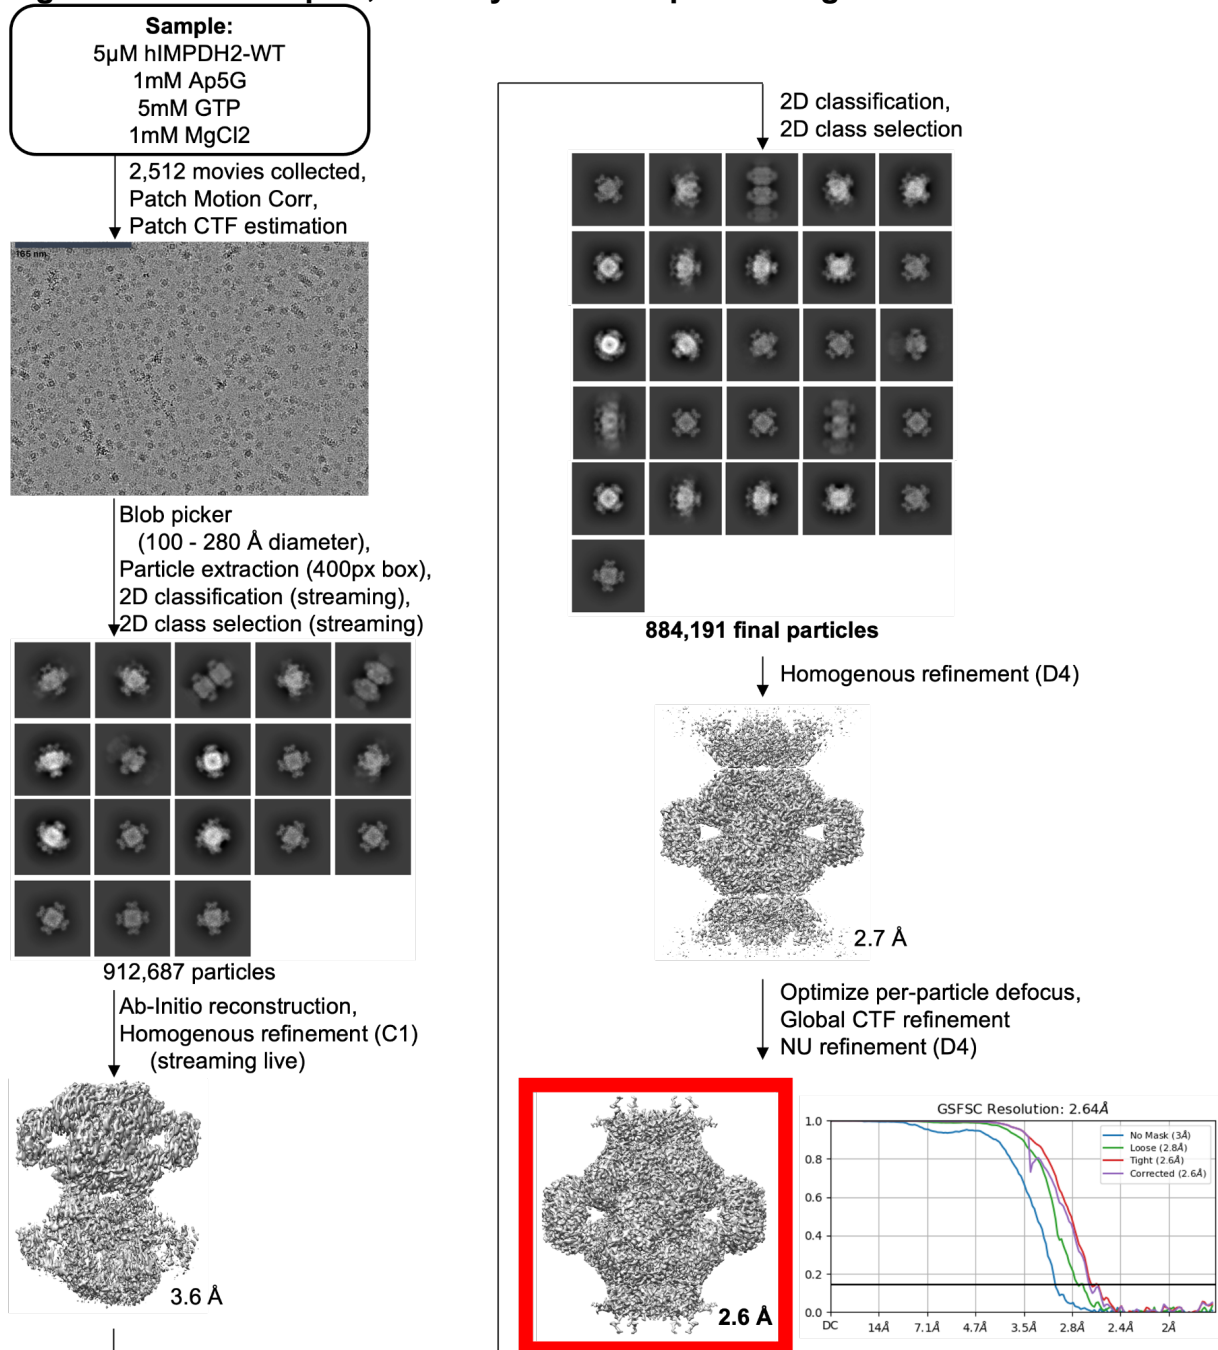 Sample:
5µM hIMPDH2-WT
1mM Ap5G
5mM GTP
1mM MgCl2
2,512 movies collected,
Patch Motion Corr,
Patch CTF estimation
Blob picker
(100 - 280 Å diameter),
Particle extraction (400px box),
2D classification (streaming),
2D class selection (streaming)
912,687 particles
Ab-Initio reconstruction,
Homogenous refinement (C1)
(streaming live)
3.6 Å
2D classification,
2D class selection
884,191 final particles
Homogenous refinement (D4)
2.7 Å
Optimize per-particle defocus,
Global CTF refinement
NU refinement (D4)
2.6 Å
GSFSC Resolution: 2.64Å
No Mask (3Å)
Loose (2.8Å)
Tight (2.6Å)
Corrected (2.6Å)
1.0
0.8
0.6
0.4
0.2
0.0
DC 14Å 7.1Å 4.7Å 3.5Å 2.8Å 2.4Å 2Å